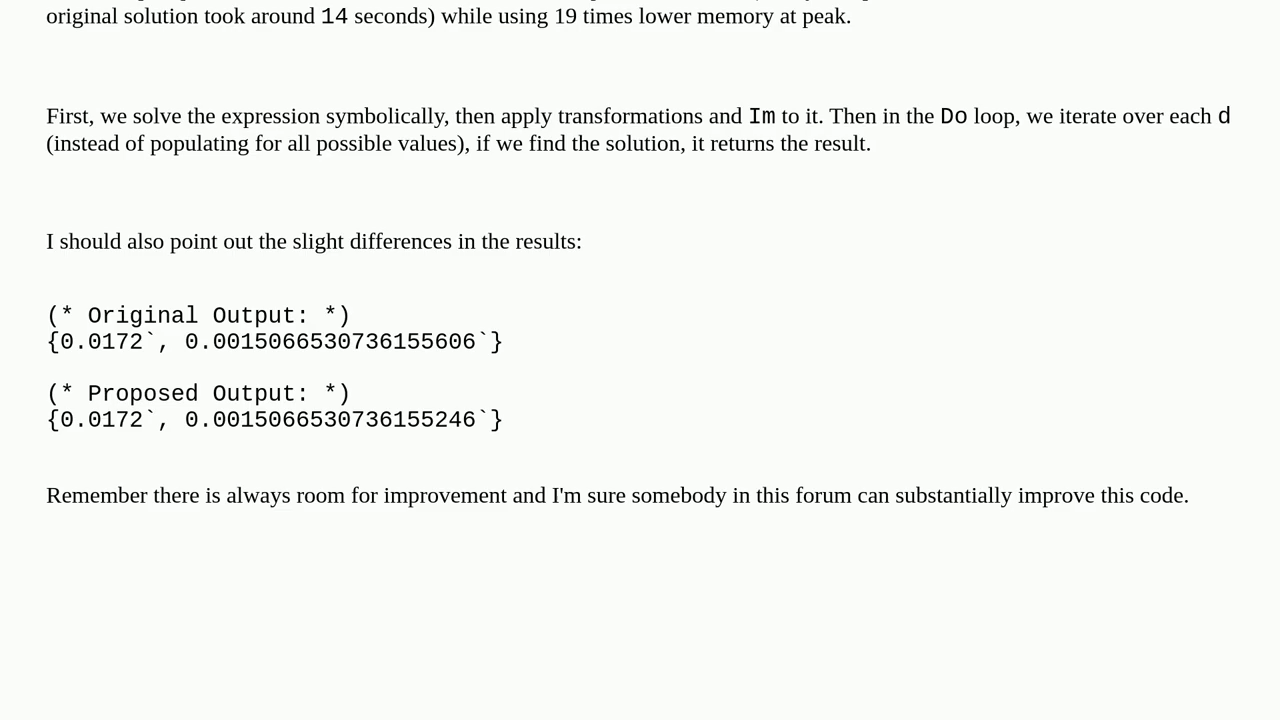 original solution took around 14 seconds) while using 19 times lower memory at peak.
First, we solve the expression symbolically, then apply transformations and Im to it. Then in the Do loop, we iterate over each d
(instead of populating for all possible values), if we find the solution, it returns the result.
I should also point out the slight differences in the results:
(* Original Output: *)
{0.0172`, 0.0015066530736155606`}
(* Proposed Output: *)
{0.0172`, 0.0015066530736155246`}
Remember there is always room for improvement and I'm sure somebody in this forum can substantially improve this code.